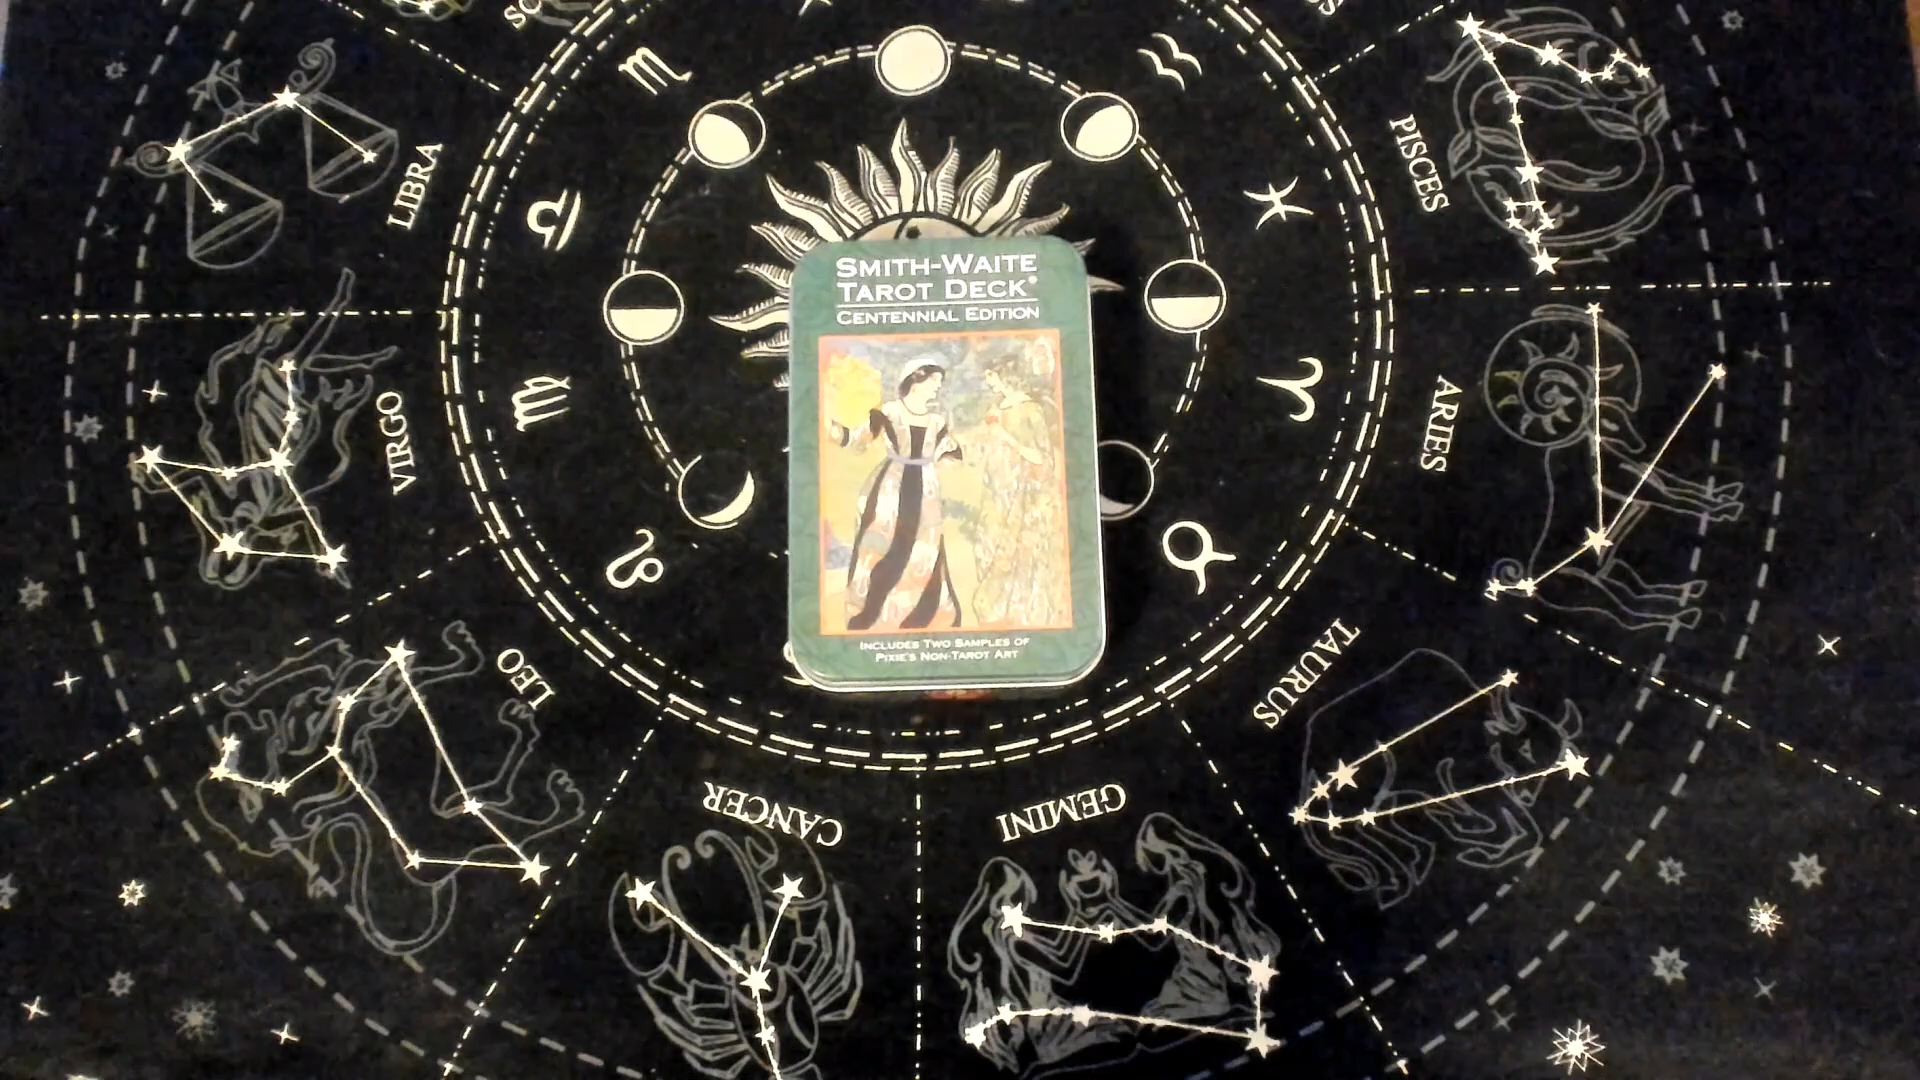 SMITH-WAITE
TAROT DECK®
CENTENNIAL EDITION
INCLUDES TWO SAMPLES OF
PIXIE'S NON-TAROT ART
LIBRA
PISCES
VIRGO
ARIES
LEO
TAURUS
CANCER
GEMINI